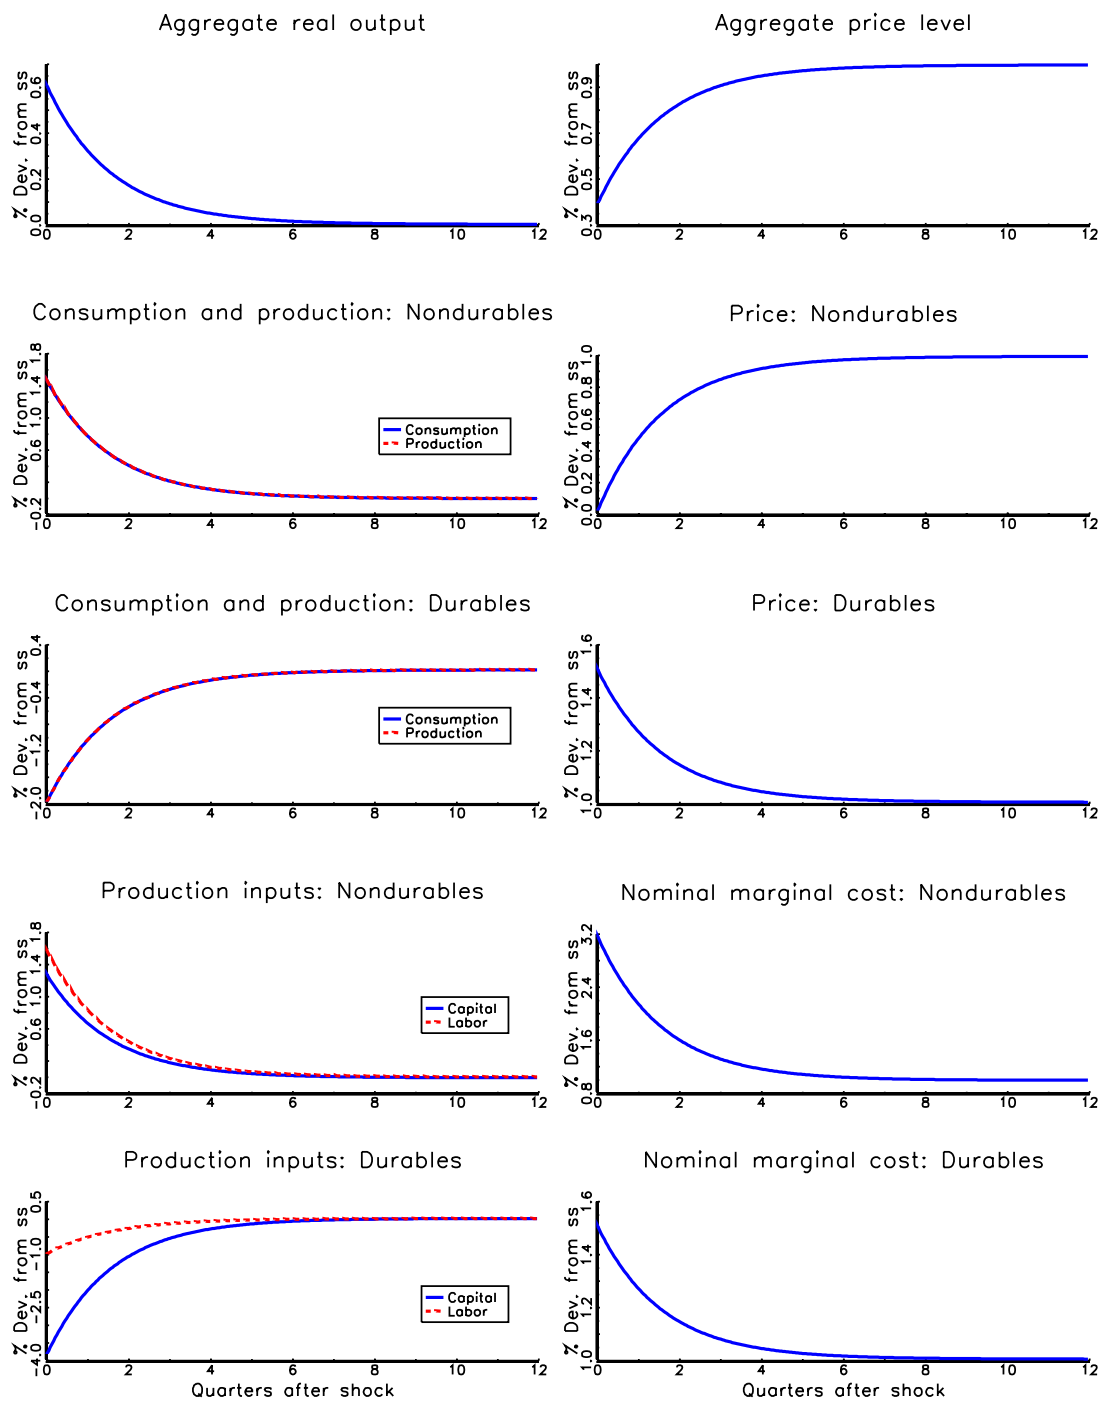 Aggregate real output
% Dev. from ss
0.0 0.2 0.4 0.6
0 2 4 6 8 10 12
Aggregate price level
% Dev. from ss
0.3 0.5 0.7 0.9
0 2 4 6 8 10 12
Consumption and production: Nondurables
% Dev. from ss
-0.2 0.6 1.0 1.4 1.8
0 2 4 6 8 10 12
Consumption
Production
Price: Nondurables
% Dev. from ss
0.0 0.2 0.4 0.6 0.8 1.0
0 2 4 6 8 10 12
Consumption and production: Durables
% Dev. from ss
-2.0 -1.2 -0.4 0.4
0 2 4 6 8 10 12
Consumption
Production
Price: Durables
% Dev. from ss
1.0 1.2 1.4 1.6
0 2 4 6 8 10 12
Production inputs: Nondurables
% Dev. from ss
-0.2 0.6 1.0 1.4 1.8
0 2 4 6 8 10 12
Capital
Labor
Nominal marginal cost: Nondurables
% Dev. from ss
0.8 1.6 2.4 3.2
0 2 4 6 8 10 12
Production inputs: Durables
% Dev. from ss
-4.0 -2.5 -1.0 0.5
0 2 4 6 8 10 12
Capital
Labor
Quarters after shock
Nominal marginal cost: Durables
% Dev. from ss
1.0 1.2 1.4 1.6
0 2 4 6 8 10 12
Quarters after shock